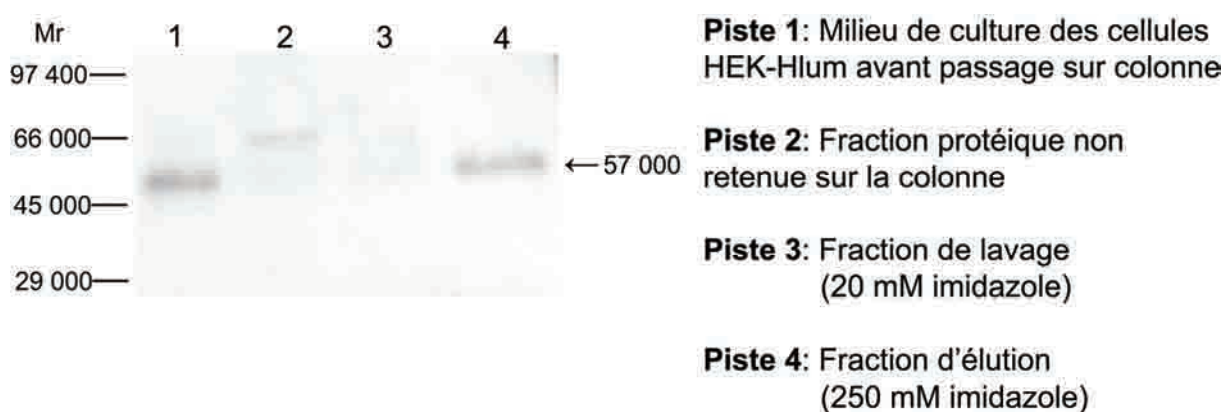 Mr
1 2 3 4
97 400
66 000
57 000
45 000
29 000
Piste 1: Milieu de culture des cellules
HEK-Hlum avant passage sur colonne
Piste 2: Fraction protéique non
retenue sur la colonne
Piste 3: Fraction de lavage
(20 mM imidazole)
Piste 4: Fraction d'élution
(250 mM imidazole)